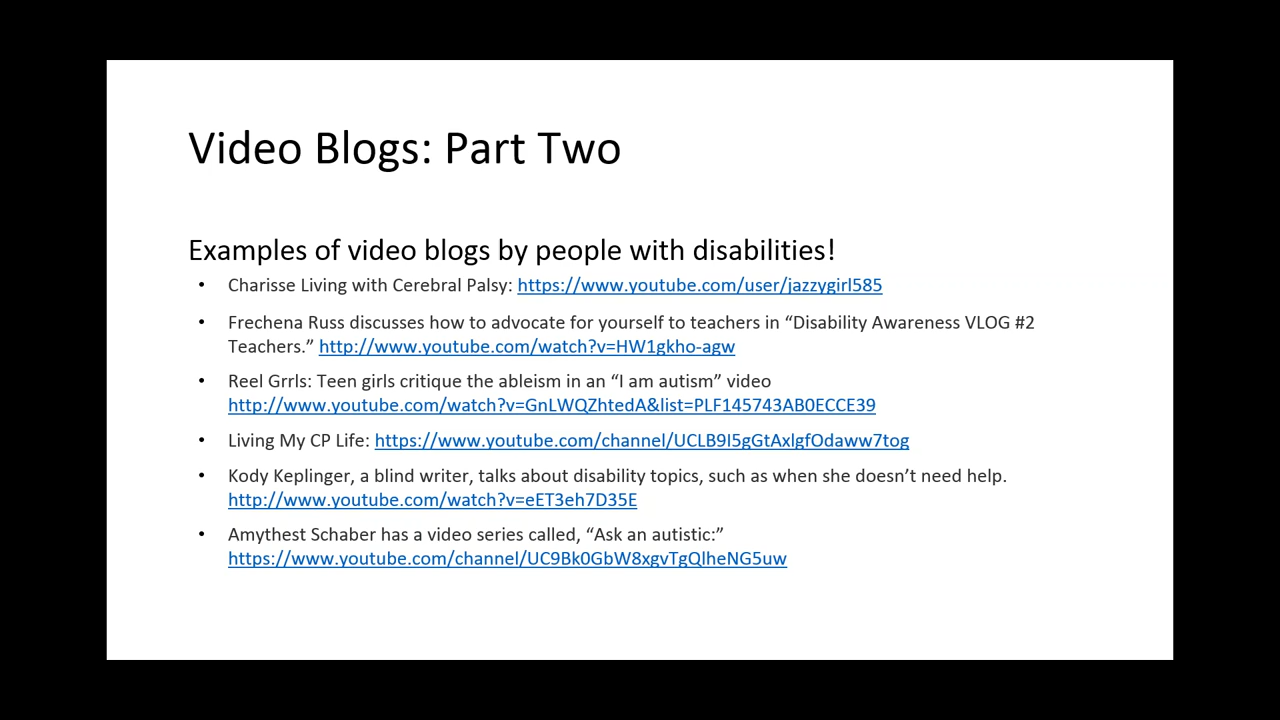 Video Blogs: Part Two
Examples of video blogs by people with disabilities!
• Charisse Living with Cerebral Palsy: https://www.youtube.com/user/jazzygirl585
• Frechena Russ discusses how to advocate for yourself to teachers in “Disability Awareness VLOG #2
Teachers.” http://www.youtube.com/watch?v=HW1gkho-agw
• Reel Grrls: Teen girls critique the ableism in an “I am autism” video
http://www.youtube.com/watch?v=GnLWQZhtedA&list=PLF145743AB0ECCE39
• Living My CP Life: https://www.youtube.com/channel/UCLB9I5gGtAxlgfOdaww7tog
• Kody Keplinger, a blind writer, talks about disability topics, such as when she doesn’t need help.
http://www.youtube.com/watch?v=eET3eh7D35E
• Amythest Schaber has a video series called, “Ask an autistic:”
https://www.youtube.com/channel/UC9Bk0GbW8xgvTgQlheNG5uw